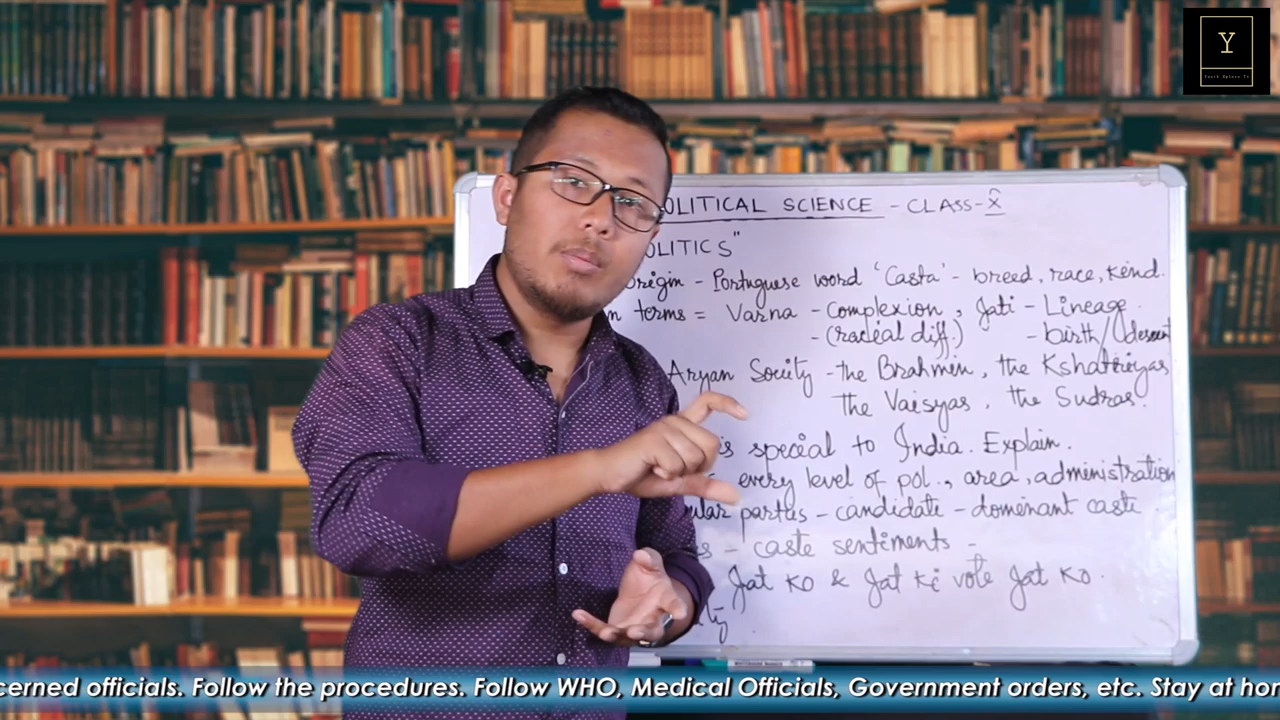 Y
OLITICAL SCIENCE - CLASS-X
OLITICS"
origin - Portuguese word 'Casta' - breed, race, kind.
terms = Varna - Complexion, Jati - Lineage.
- (racial diff.) - birth/descent
Aryan Society - the Brahmin, the Kshatriyas
The Vaisyas, the Sudras.
is special to India. Explain.
every level of pol., area, administration
ular parties - candidate - dominant caste
s - caste sentiments -
Jat ko & Jat ki vote Jat ko.
ty
cerned officials. Follow the procedures. Follow WHO, Medical Officials, Government orders, etc. Stay at hom